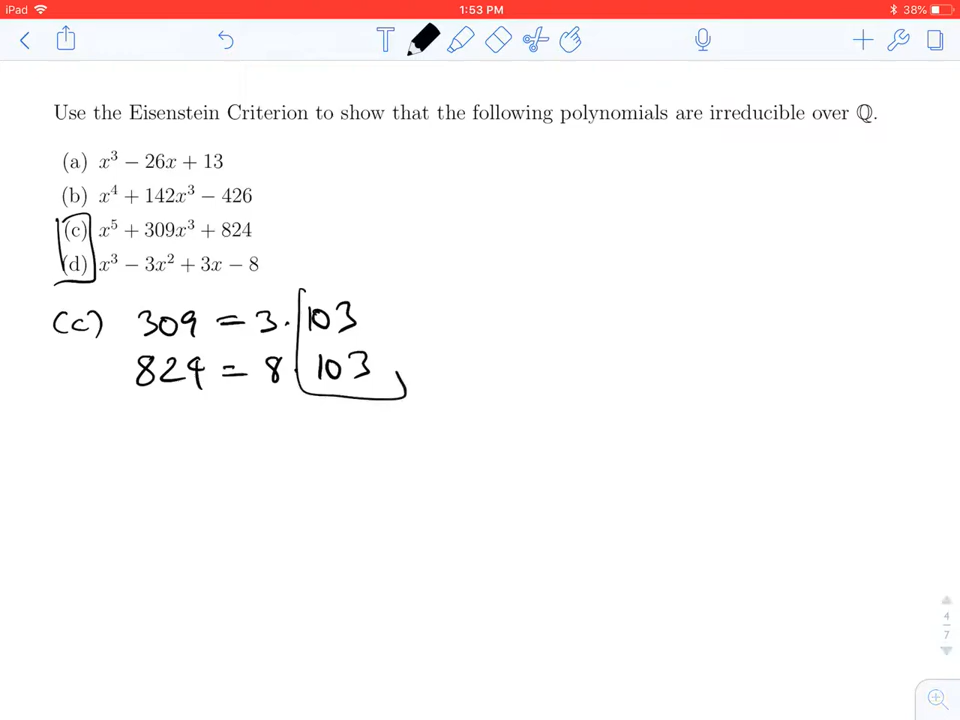 iPad 1:53 PM 38%
T
Use the Eisenstein Criterion to show that the following polynomials are irreducible over ℚ.
(a) x³ − 26x + 13
(b) x⁴ + 142x³ − 426
(c) x⁵ + 309x³ + 824
(d) x³ − 3x² + 3x − 8
(c) 309 = 3 · 103
824 = 8 · 103
4
7